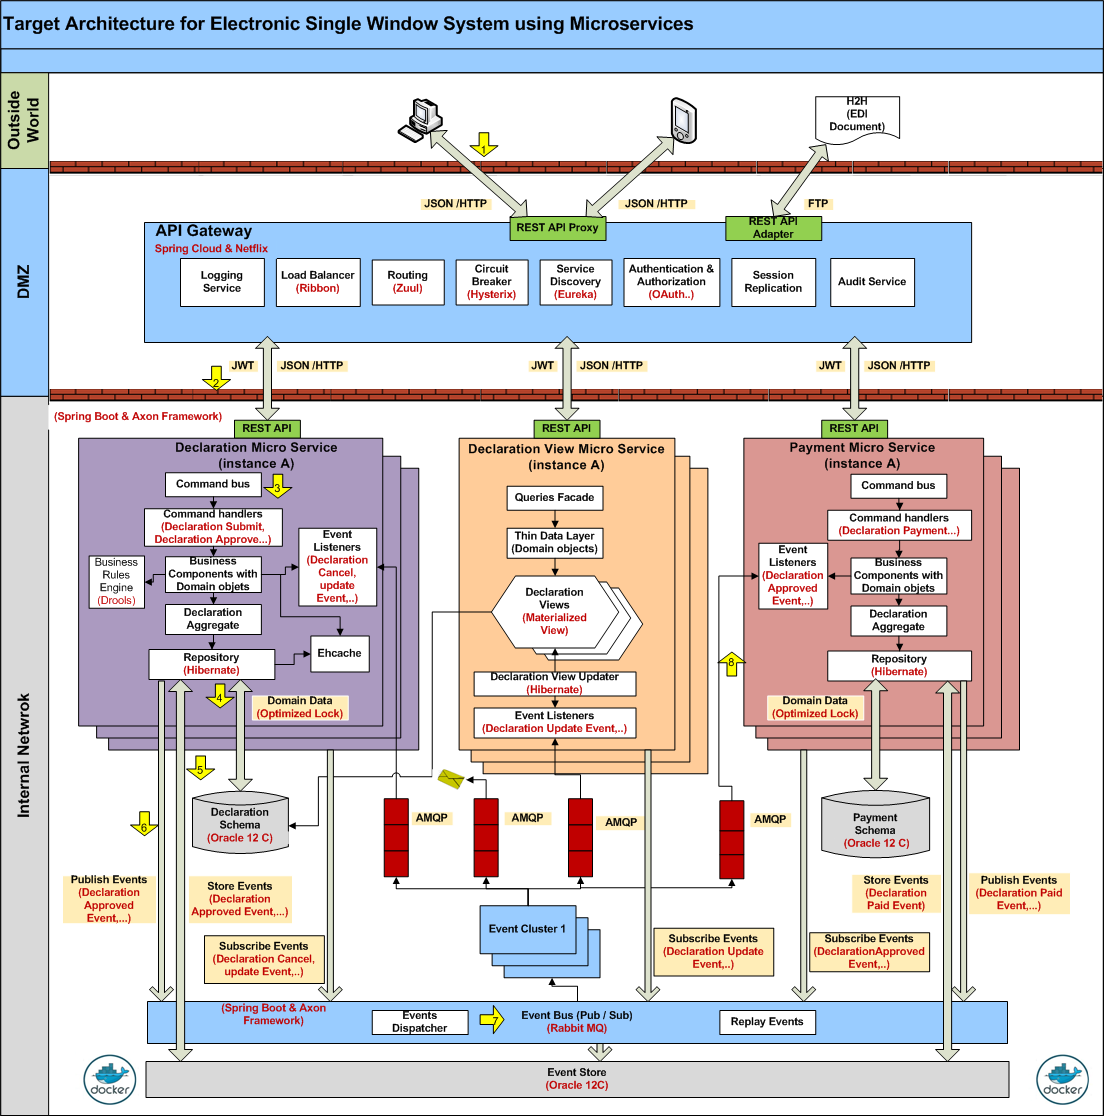 Target Architecture for Electronic Single Window System using Microservices
Outside
World
H2H
(EDI
Document)
1
JSON /HTTP
JSON /HTTP
FTP
DMZ
REST API Proxy
REST API
Adapter
API Gateway
Spring Cloud & Netflix
Logging
Service
Load Balancer
(Ribbon)
Routing
(Zuul)
Circuit
Breaker
(Hysterix)
Service
Discovery
(Eureka)
Authentication &
Authorization
(OAuth..)
Session
Replication
Audit Service
2
JWT
JSON /HTTP
JWT
JSON /HTTP
JWT
JSON /HTTP
Internal Netwrok
(Spring Boot & Axon Framework)
REST API
Declaration Micro Service
(instance A)
Command bus
3
Command handlers
(Declaration Submit,
Declaration Approve...)
Event
Listeners
(Declaration
Cancel,
update
Event,..)
Business
Rules
Engine
(Drools)
Business
Components with
Domain objets
Declaration
Aggregate
Repository
(Hibernate)
Ehcache
4
Domain Data
(Optimized Lock)
REST API
Declaration View Micro Service
(instance A)
Queries Facade
Thin Data Layer
(Domain objects)
Declaration
Views
(Materialized
View)
Declaration View Updater
(Hibernate)
Event Listeners
(Declaration Update Event,..)
REST API
Payment Micro Service
(instance A)
Command bus
Command handlers
(Declaration Payment...)
Event
Listeners
(Declaration
Approved
Event,..)
Business
Components with
Domain objets
Declaration
Aggregate
Repository
(Hibernate)
8
Domain Data
(Optimized Lock)
5
6
Declaration
Schema
(Oracle 12 C)
AMQP
AMQP
AMQP
AMQP
Payment
Schema
(Oracle 12 C)
Publish Events
(Declaration
Approved
Event,...)
Store Events
(Declaration
Approved Event,...)
Subscribe Events
(Declaration Cancel,
update Event,..)
Event Cluster 1
Subscribe Events
(Declaration Update
Event,..)
Store Events
(Declaration
Paid Event)
Publish Events
(Declaration Paid
Event,...)
Subscribe Events
(DeclarationApproved
Event,..)
(Spring Boot & Axon
Framework)
Events
Dispatcher
7
Event Bus (Pub / Sub)
(Rabbit MQ)
Replay Events
Event Store
(Oracle 12C)
docker
docker